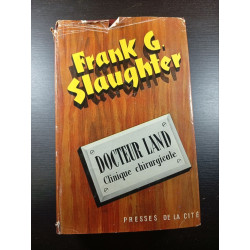 Frank G.
Slaughter
DOCTEUR LAND
Clinique chirurgicale
PRESSES DE LA CITÉ